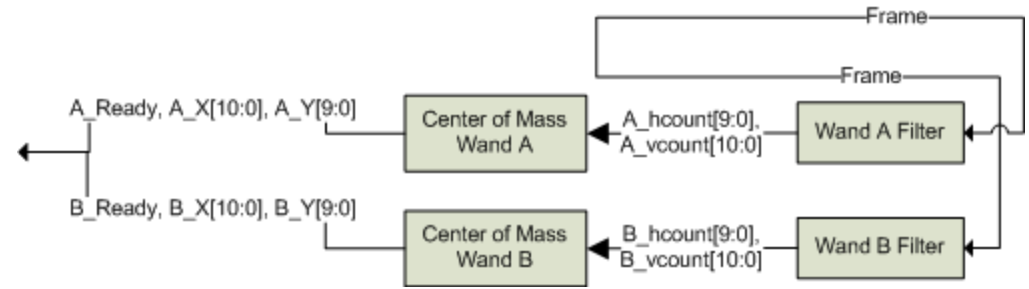 Frame
Frame
A_Ready, A_X[10:0], A_Y[9:0]
Center of Mass
Wand A
A_hcount[9:0],
A_vcount[10:0]
Wand A Filter
B_Ready, B_X[10:0], B_Y[9:0]
Center of Mass
Wand B
B_hcount[9:0],
B_vcount[10:0]
Wand B Filter